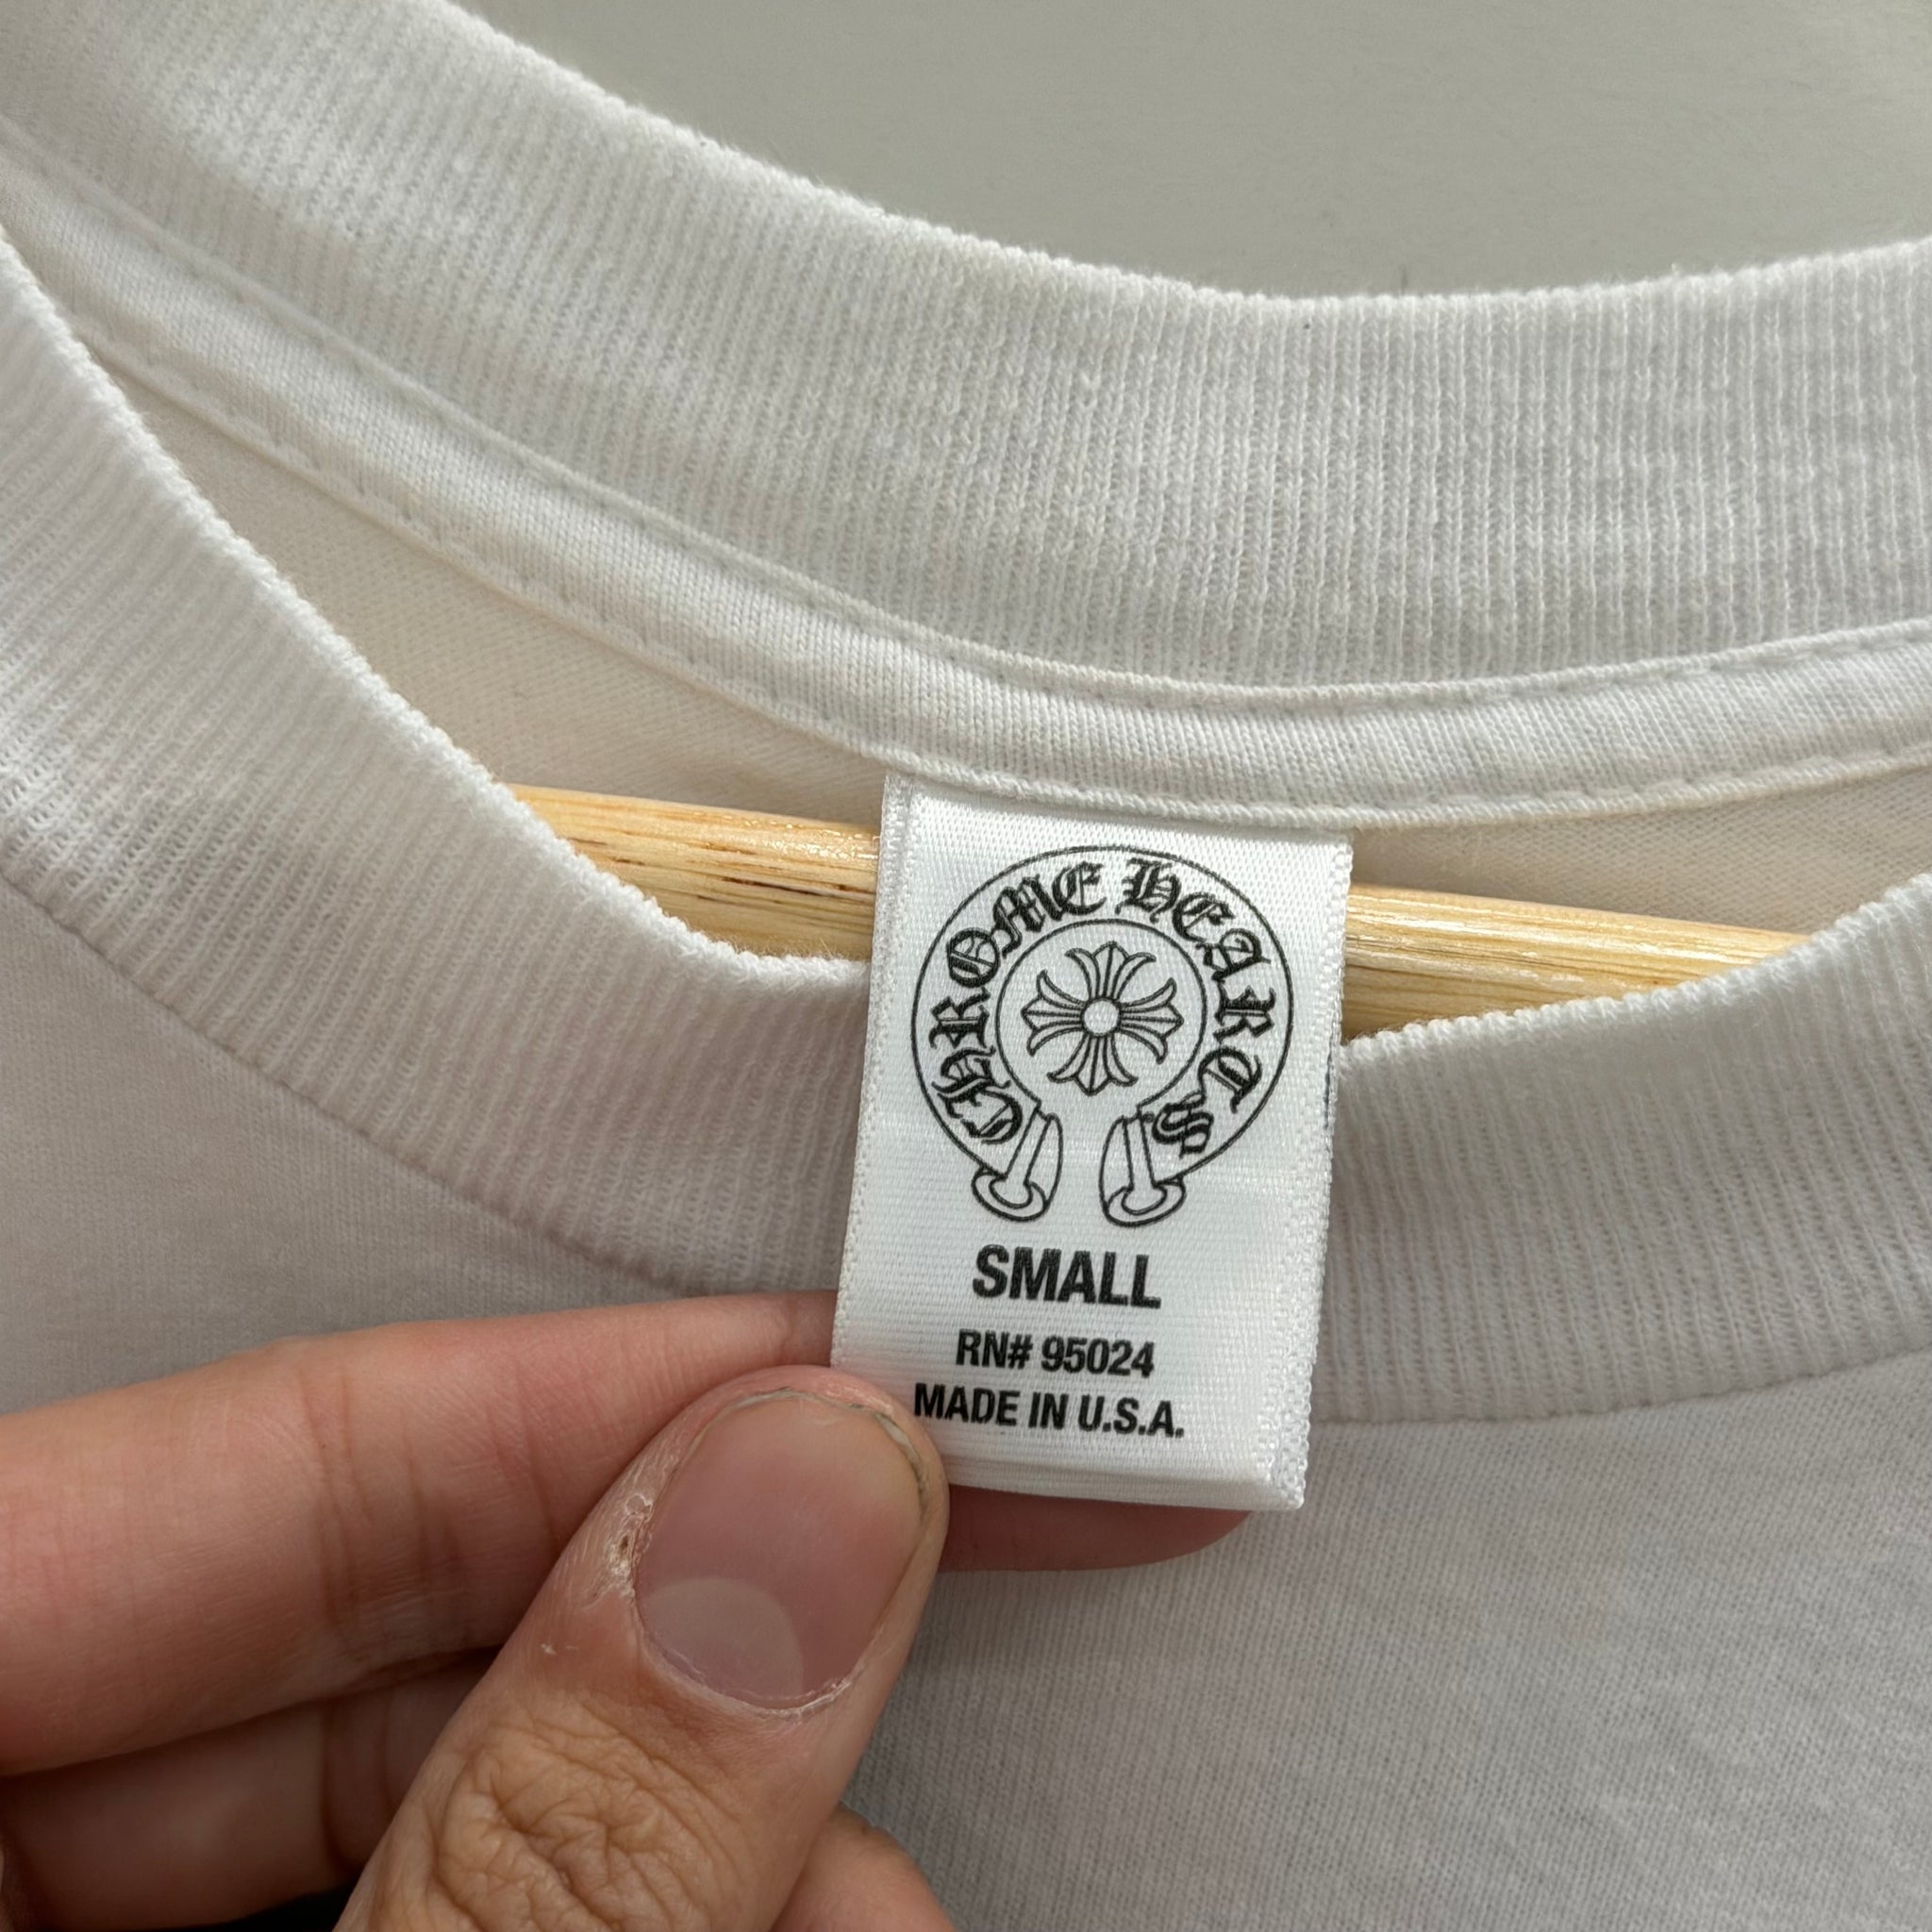 CHROME HEARTS
SMALL
RN# 95024
MADE IN U.S.A.